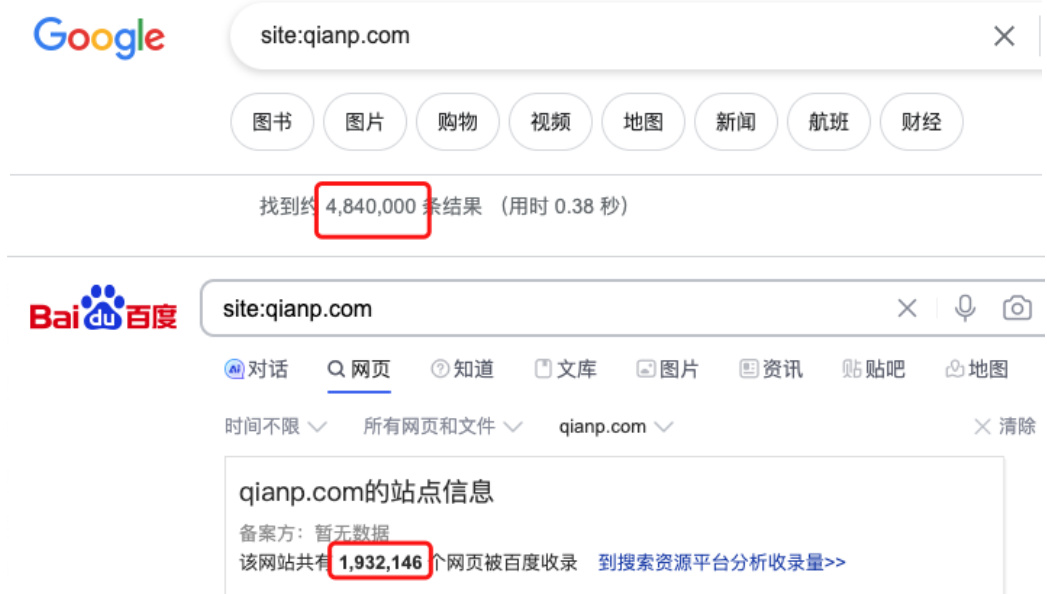 Google
site:qianp.com
图书 图片 购物 视频 地图 新闻 航班 财经
找到约 4,840,000 条结果 （用时 0.38 秒）
Bai du 百度
site:qianp.com
AI 对话 网页 知道 文库 图片 资讯 贴 贴吧 地图
时间不限 所有网页和文件 qianp.com 清除
qianp.com的站点信息
备案方：暂无数据
该网站共有 1,932,146 个网页被百度收录 到搜索资源平台分析收录量>>